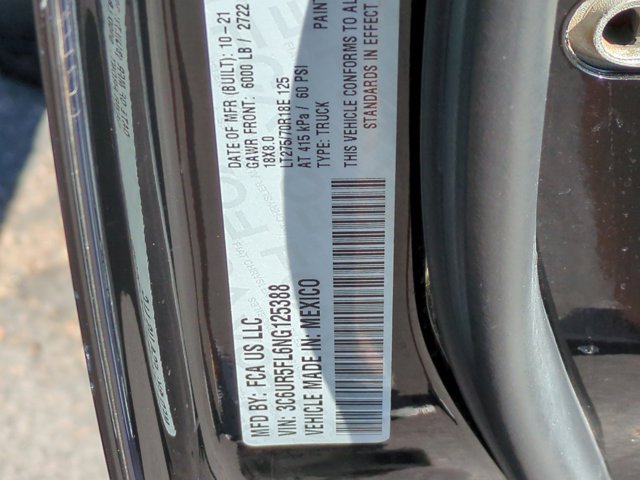 MFD BY: FCA US LLC
DATE OF MFR (BUILT): 10-21
VIN: 3C6UR5FL6NG125388
GAWR FRONT: 6000 LB / 2722
VEHICLE MADE IN: MEXICO
18X8.0
LT275/70R18E 125
AT 415 kPa / 60 PSI
TYPE: TRUCK
PAINT
THIS VEHICLE CONFORMS TO AL
STANDARDS IN EFFECT